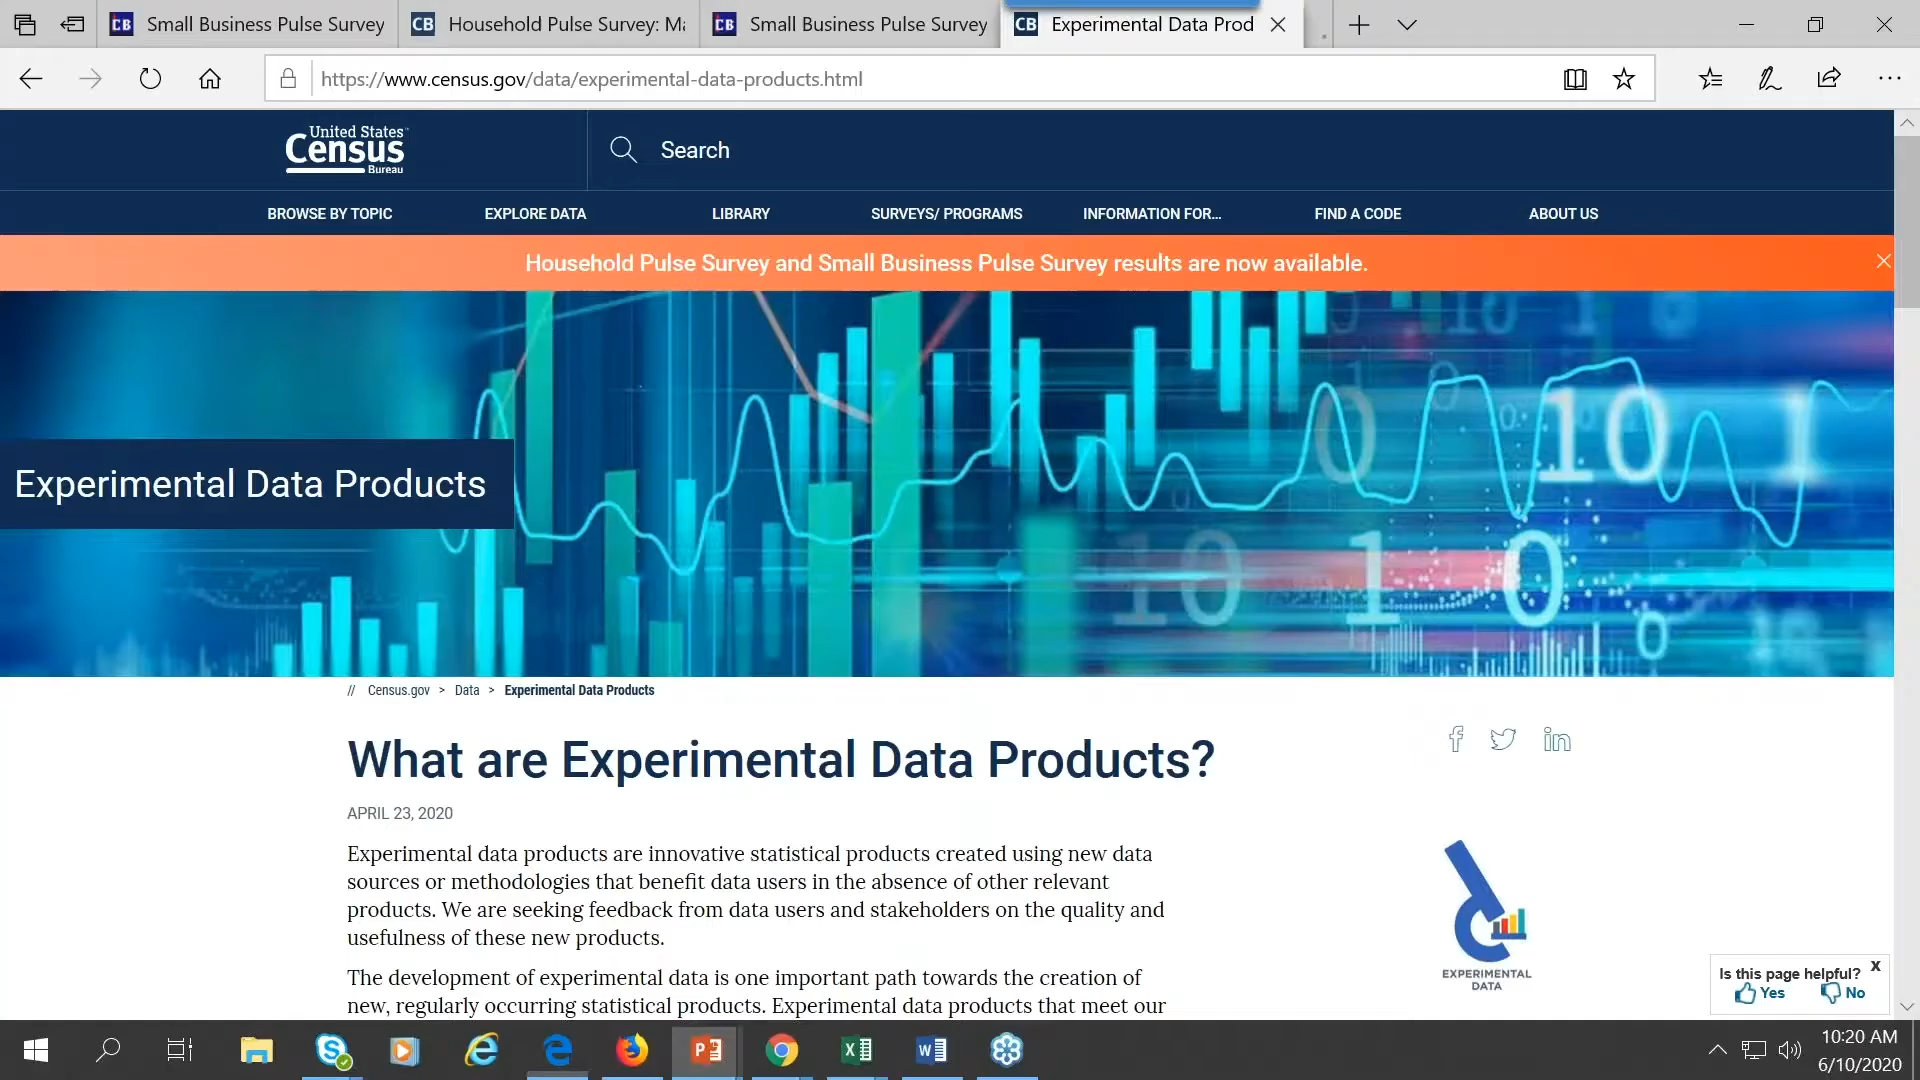 Small Business Pulse Survey
Household Pulse Survey: Ma
Small Business Pulse Survey
Experimental Data Prod
https://www.census.gov/data/experimental-data-products.html
United States
Census
Bureau
Search
BROWSE BY TOPIC
EXPLORE DATA
LIBRARY
SURVEYS/ PROGRAMS
INFORMATION FOR...
FIND A CODE
ABOUT US
Household Pulse Survey and Small Business Pulse Survey results are now available.
Experimental Data Products
// Census.gov > Data > Experimental Data Products
What are Experimental Data Products?
APRIL 23, 2020
Experimental data products are innovative statistical products created using new data
sources or methodologies that benefit data users in the absence of other relevant
products. We are seeking feedback from data users and stakeholders on the quality and
usefulness of these new products.
The development of experimental data is one important path towards the creation of
new, regularly occurring statistical products. Experimental data products that meet our
EXPERIMENTAL
DATA
Is this page helpful? X
Yes No
10:20 AM
6/10/2020